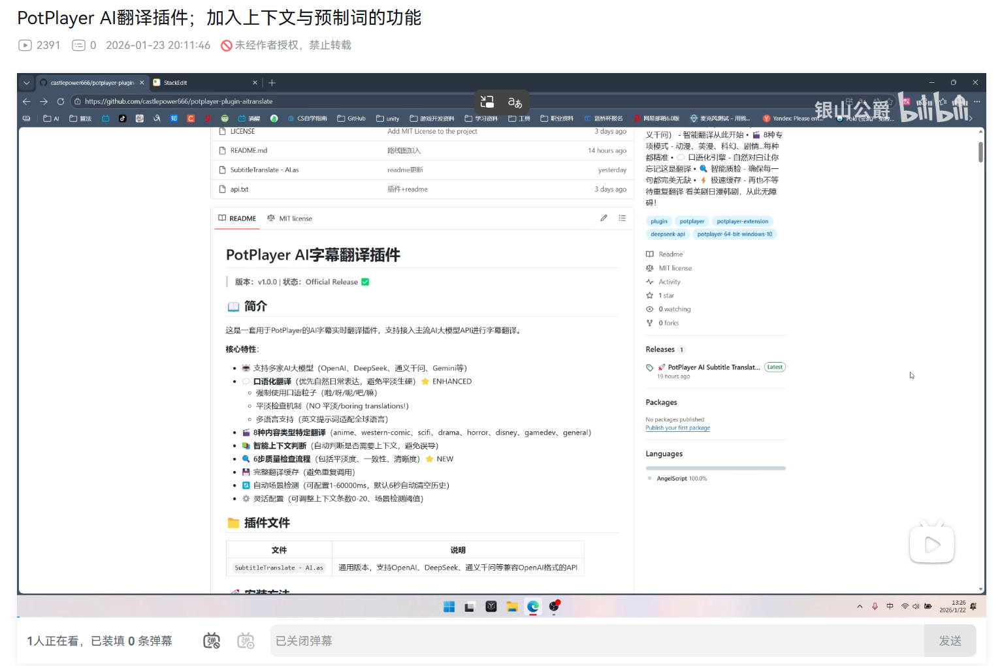 PotPlayer AI翻译插件；加入上下文与预制词的功能
2391 0 2026-01-23 20:11:46 未经作者授权，禁止转载
castlepower666/potplayer-plugin StackEdit
https://github.com/castlepower666/potplayer-plugin-aitranslate
银山公爵 bilibili
AI 算法 清醒 CS自学指南 GitHub unity 游戏开发资料 学习资料 工具 职业资料 蓝桥杯报名 网易邮箱6.0版 麦克风测试 – 用我... Yandex: Please en...
LICENSE Add MIT License to the project 3 days ago
README.md 路线图加入 14 hours ago
SubtitleTranslate - AI.as readme更新 yesterday
api.txt 插件+readme 3 days ago
README MIT license
PotPlayer AI字幕翻译插件
版本：v1.0.0 | 状态：Official Release ✅
📖 简介
这是一套用于PotPlayer的AI字幕实时翻译插件，支持接入主流AI大模型API进行字幕翻译。
核心特性：
支持多家AI大模型（OpenAI、DeepSeek、通义千问、Gemini等）
口语化翻译（优先自然日常表达，避免平淡生硬）⭐ ENHANCED
强制使用口语粒子（啦/呀/呢/吧/嘛）
平淡检查机制（NO 平淡/boring translations!）
多语言支持（英文提示词适配全球语言）
8种内容类型特定翻译（anime、western-comic、scifi、drama、horror、disney、gamedev、general）
智能上下文判断（自动判断是否需要上下文，避免误导）
6步质量检查流程（包括平淡度、一致性、清晰度）⭐ NEW
完整翻译缓存（避免重复调用）
自动场景检测（可配置1-60000ms，默认6秒自动清空历史）
灵活配置（可调整上下文条数0-20、场景检测阈值）
📁 插件文件
文件 说明
SubtitleTranslate - AI.as 通用版本，支持OpenAI、DeepSeek、通义千问等兼容OpenAI格式的API
安装方法
义千问） - 智能翻译从此开始 • 🎬 8种专
项模式 - 动漫、美漫、科幻、剧情...每种
都精准 • 💬 口语化引擎 - 自然对白让你
忘记这是翻译 • 🔍 智能质检 - 确保每一
句都完美无缺 • ⚡ 极速缓存 - 再也不等
待重复翻译 看美剧日漫韩剧，从此无障
碍！
plugin potplayer potplayer-extension
deepseek-api potplayer-64-bit-windows-10
Readme
MIT license
Activity
1 star
0 watching
0 forks
Releases 1
🚀 PotPlayer AI Subtitle Translat... Latest
19 hours ago
Packages
No packages published
Publish your first package
Languages
AngelScript 100.0%
中 13:26
2026/1/22
1人正在看，已装填 0 条弹幕 已关闭弹幕 发送